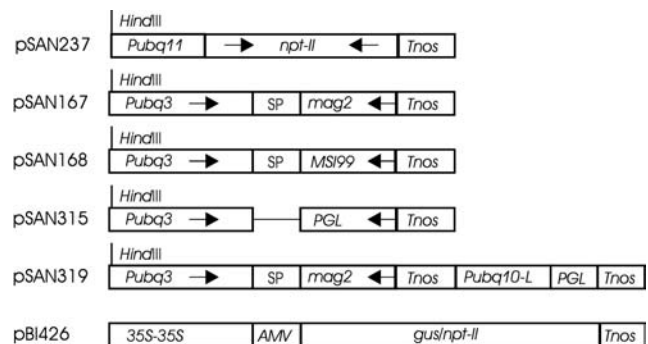 HindIII
pSAN237 Pubq11 npt-II Tnos
HindIII
pSAN167 Pubq3 SP mag2 Tnos
HindIII
pSAN168 Pubq3 SP MSI99 Tnos
HindIII
pSAN315 Pubq3 PGL Tnos
HindIII
pSAN319 Pubq3 SP mag2 Tnos Pubq10-L PGL Tnos
pBI426 35S-35S AMV gus/npt-II Tnos